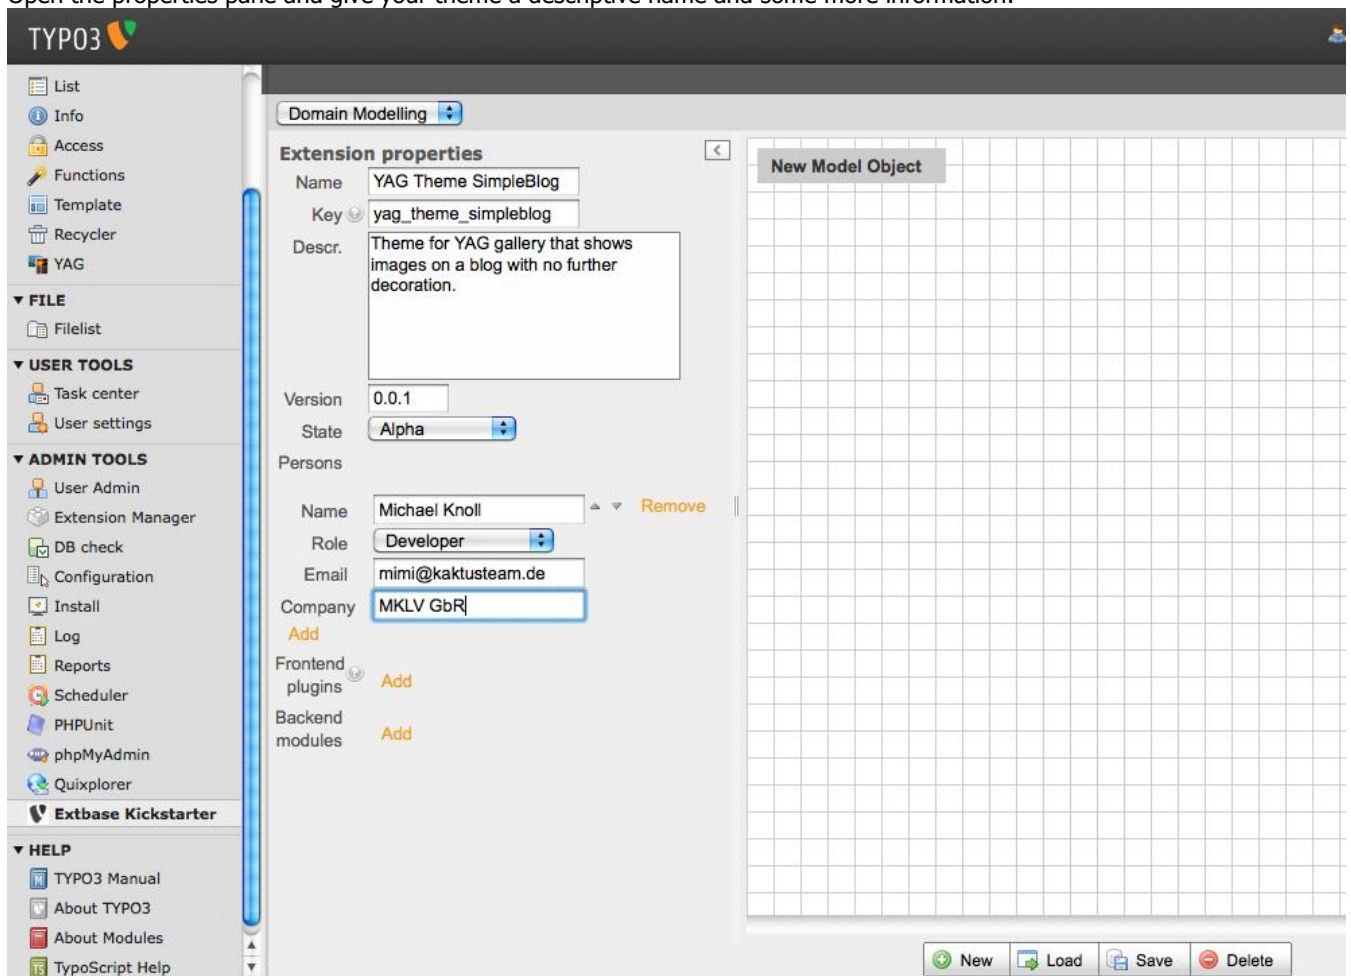 Open the properties pane and give your theme a descriptive name and some more information.
TYPO3
List
Info
Access
Functions
Template
Recycler
YAG
FILE
Filelist
USER TOOLS
Task center
User settings
ADMIN TOOLS
User Admin
Extension Manager
DB check
Configuration
Install
Log
Reports
Scheduler
PHPUnit
phpMyAdmin
Quixplorer
Extbase Kickstarter
HELP
TYPO3 Manual
About TYPO3
About Modules
TypoScript Help
Domain Modelling
Extension properties
Name YAG Theme SimpleBlog
Key yag_theme_simpleblog
Descr. Theme for YAG gallery that shows
images on a blog with no further
decoration.
Version 0.0.1
State Alpha
Persons
Name Michael Knoll Remove
Role Developer
Email mimi@kaktusteam.de
Company MKLV GbR
Add
Frontend
plugins Add
Backend
modules Add
New Model Object
New Load Save Delete